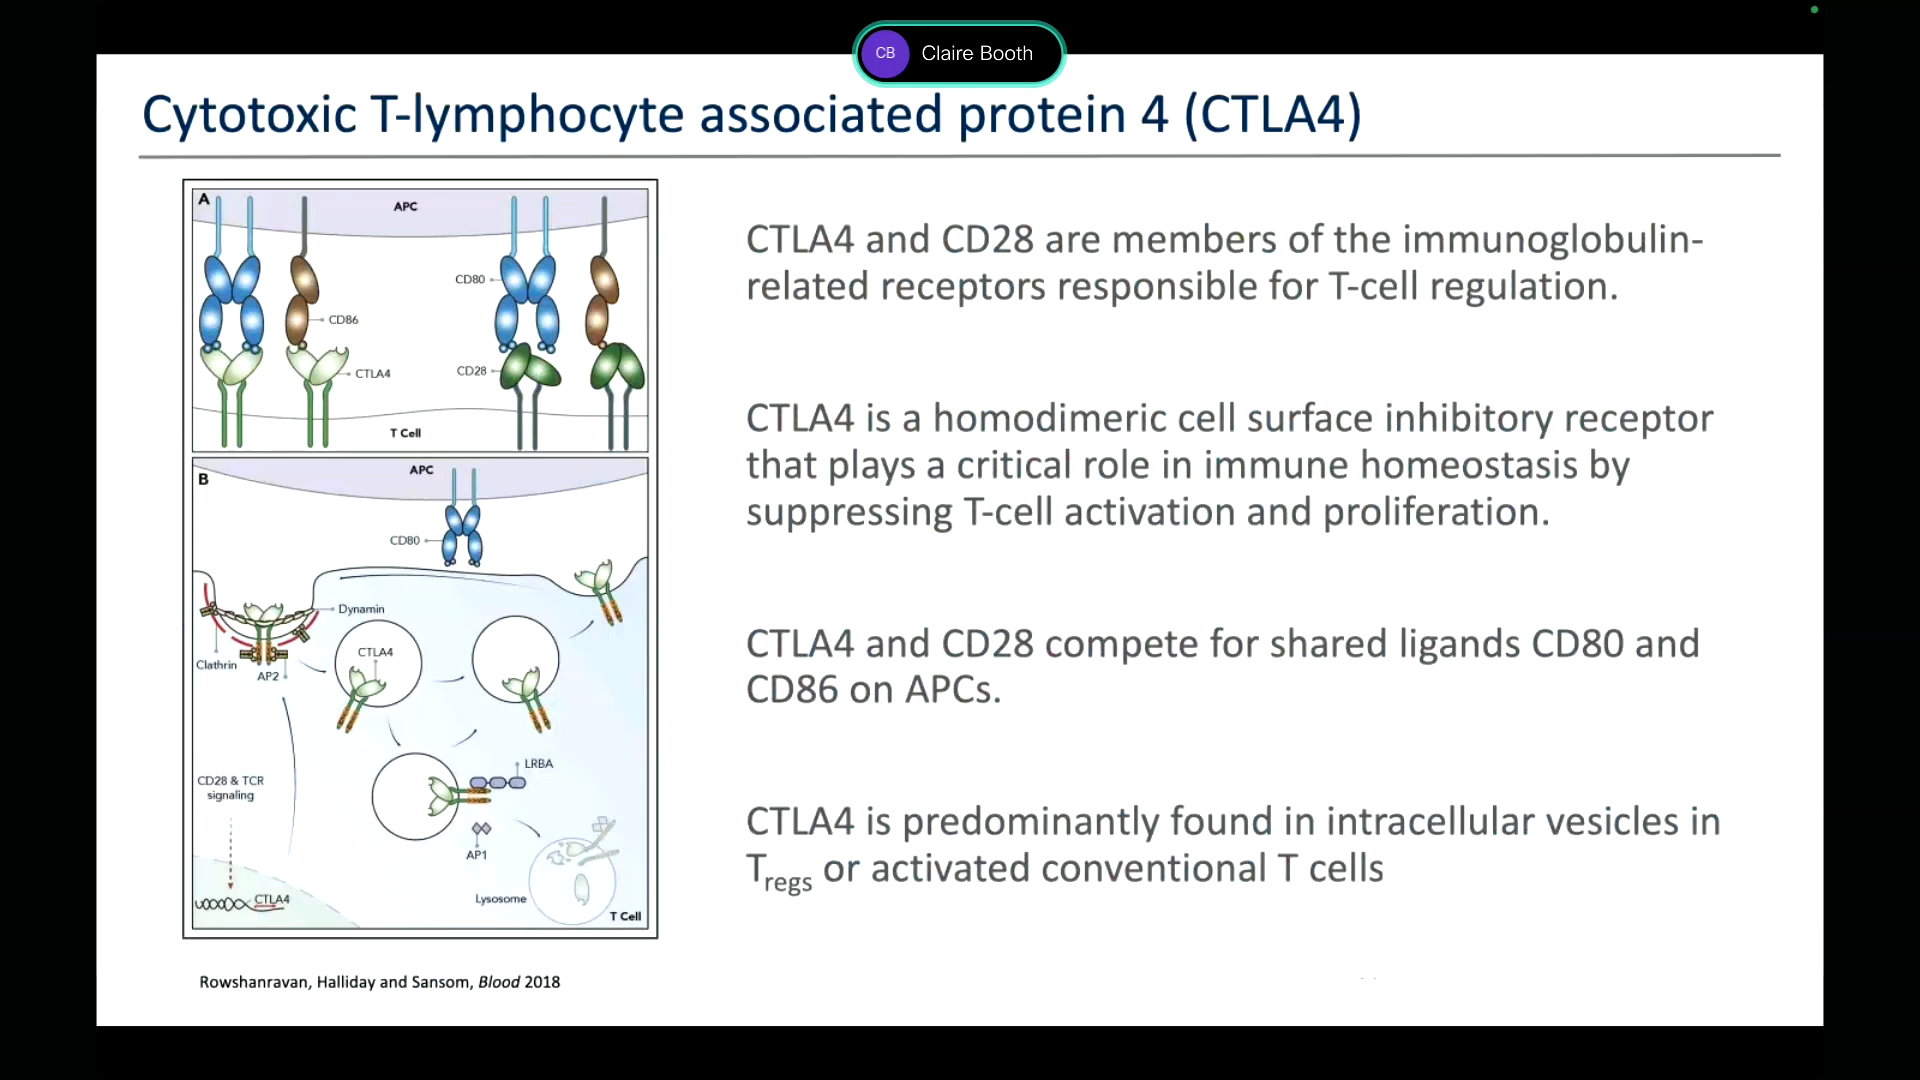 CB Claire Booth
Cytotoxic T-lymphocyte associated protein 4 (CTLA4)
A
APC
CD80
CD86
CTLA4
CD28
T Cell
B
APC
CD80
Dynamin
CTLA4
Clathrin
AP2
LRBA
CD28 & TCR
signaling
AP1
CTLA4
Lysosome
T Cell
Rowshanravan, Halliday and Sansom, Blood 2018
CTLA4 and CD28 are members of the immunoglobulin-
related receptors responsible for T-cell regulation.
CTLA4 is a homodimeric cell surface inhibitory receptor
that plays a critical role in immune homeostasis by
suppressing T-cell activation and proliferation.
CTLA4 and CD28 compete for shared ligands CD80 and
CD86 on APCs.
CTLA4 is predominantly found in intracellular vesicles in
Tregs or activated conventional T cells